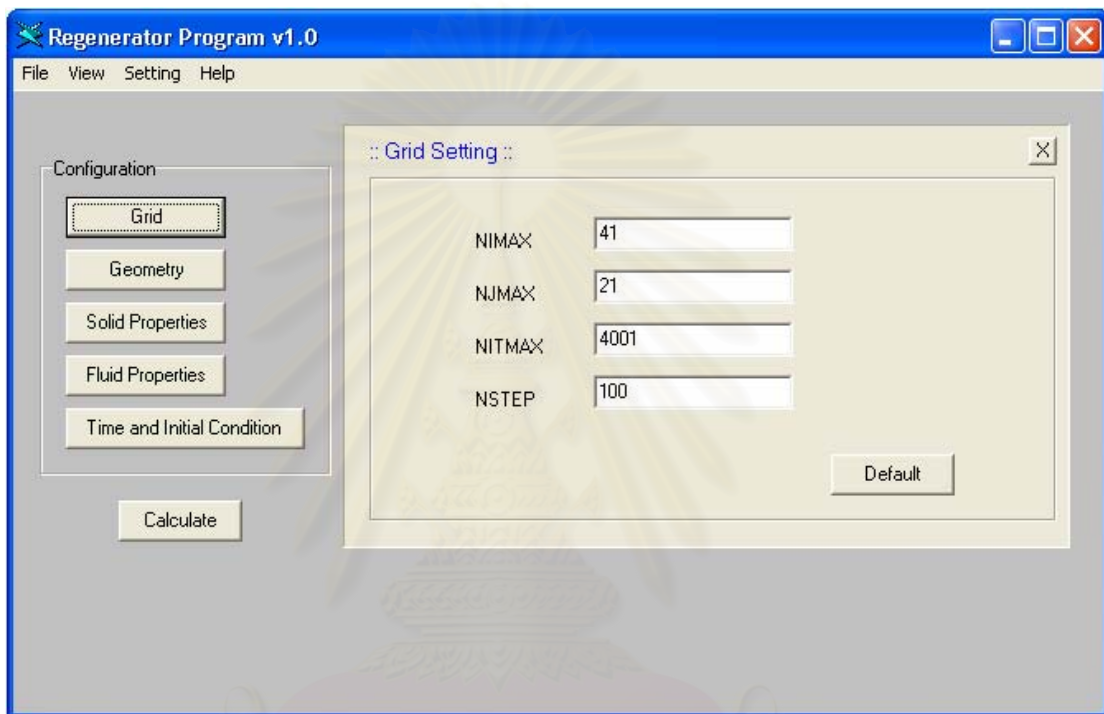 Regenerator Program v1.0
File View Setting Help
Configuration
Grid
Geometry
Solid Properties
Fluid Properties
Time and Initial Condition
Calculate
:: Grid Setting ::
X
NIMAX 41
NJMAX 21
NITMAX 4001
NSTEP 100
Default